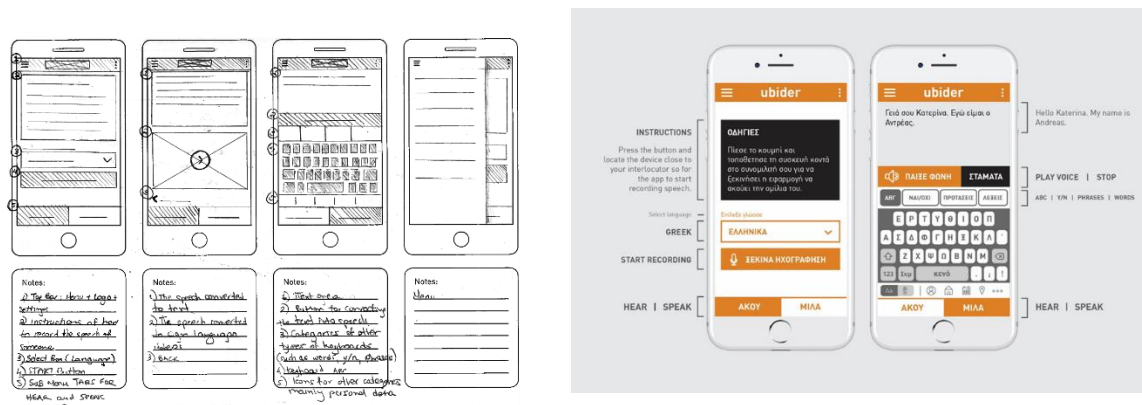 Notes:
1) Top Bar: Menu + Logo +
settings
2) instructions of how
to record the speech of
someone
3) Select Box (Language)
4) START Button
5) SUB MENU TABS FOR
HEAR and SPEAK
Notes:
1) The speech converted
to text
2) The speech converted
to sign language
videos
3) BACK
Notes:
1) Text area
2) Button to converting
the text into speech
3) Categories of other
types of keyboards
(such as words, y/n, phrases)
4) keyboard ABC
5) Icons for other categories
mainly personal data
Notes:
Menu
INSTRUCTIONS
Press the button and
locate the device close to
your interlocutor so for
the app to start
recording speech.
Select language
GREEK
START RECORDING
HEAR | SPEAK
ubider
ΟΔΗΓΙΕΣ
Πίεσε το κουμπί και
τοποθέτησε τη συσκευή κοντά
στο συνομιλητή σου για να
ξεκινήσει η εφαρμογή να
ακούει την ομιλία του.
Επίλεξε γλώσσα
ΕΛΛΗΝΙΚΑ
ΞΕΚΙΝΑ ΗΧΟΓΡΑΦΗΣΗ
ΑΚΟΥ ΜΙΛΑ
ubider
Γειά σου Κατερίνα. Εγώ είμαι ο
Αντρέας.
ΠΑΙΞΕ ΦΩΝΗ ΣΤΑΜΑΤΑ
ΑΒΓ ΝΑΙ/ΟΧΙ ΠΡΟΤΑΣΕΙΣ ΛΕΞΕΙΣ
Ε Ρ Τ Υ Θ Ι Ο Π
Α Σ Δ Φ Γ Η Ξ Κ Λ
Ζ Χ Ψ Ω Β Ν Μ
123 κενό . ,  !
Αα
ΑΚΟΥ ΜΙΛΑ
Hello Katerina. My name is
Andreas.
PLAY VOICE | STOP
ABC | Y/N | PHRASES | WORDS
HEAR | SPEAK